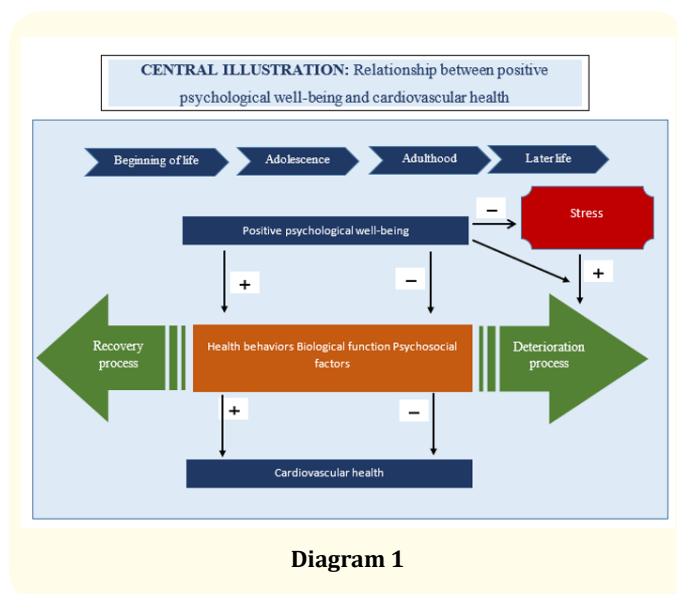 CENTRAL ILLUSTRATION: Relationship between positive
psychological well-being and cardiovascular health
Beginning of life
Adolescence
Adulthood
Later life
Stress
Positive psychological well-being
−
+
−
+
Recovery
process
Health behaviors Biological function Psychosocial
factors
Deterioration
process
+
−
Cardiovascular health
Diagram 1